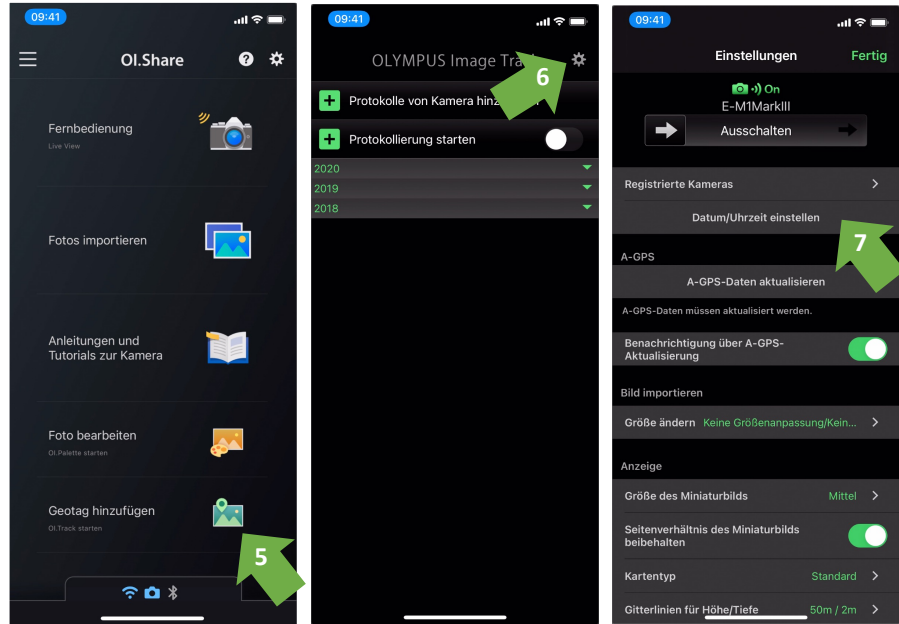 09:41
OI.Share
?
Fernbedienung
Live View
Fotos importieren
Anleitungen und
Tutorials zur Kamera
Foto bearbeiten
OI.Palette starten
Geotag hinzufügen
OI.Track starten
5
09:41
OLYMPUS Image
6
Protokolle von Kamera
Protokollierung starten
2020
2019
2018
09:41
Einstellungen
Fertig
On
E-M1MarkIII
Ausschalten
Registrierte Kameras
Datum/Uhrzeit einstellen
7
A-GPS
A-GPS-Daten aktualisieren
A-GPS-Daten müssen aktualisiert werden.
Benachrichtigung über A-GPS-
Aktualisierung
Bild importieren
Größe ändern Keine Größenanpassung/Kein...
Anzeige
Größe des Miniaturbilds Mittel
Seitenverhältnis des Miniaturbilds
beibehalten
Kartentyp Standard
Gitterlinien für Höhe/Tiefe 50m / 2m